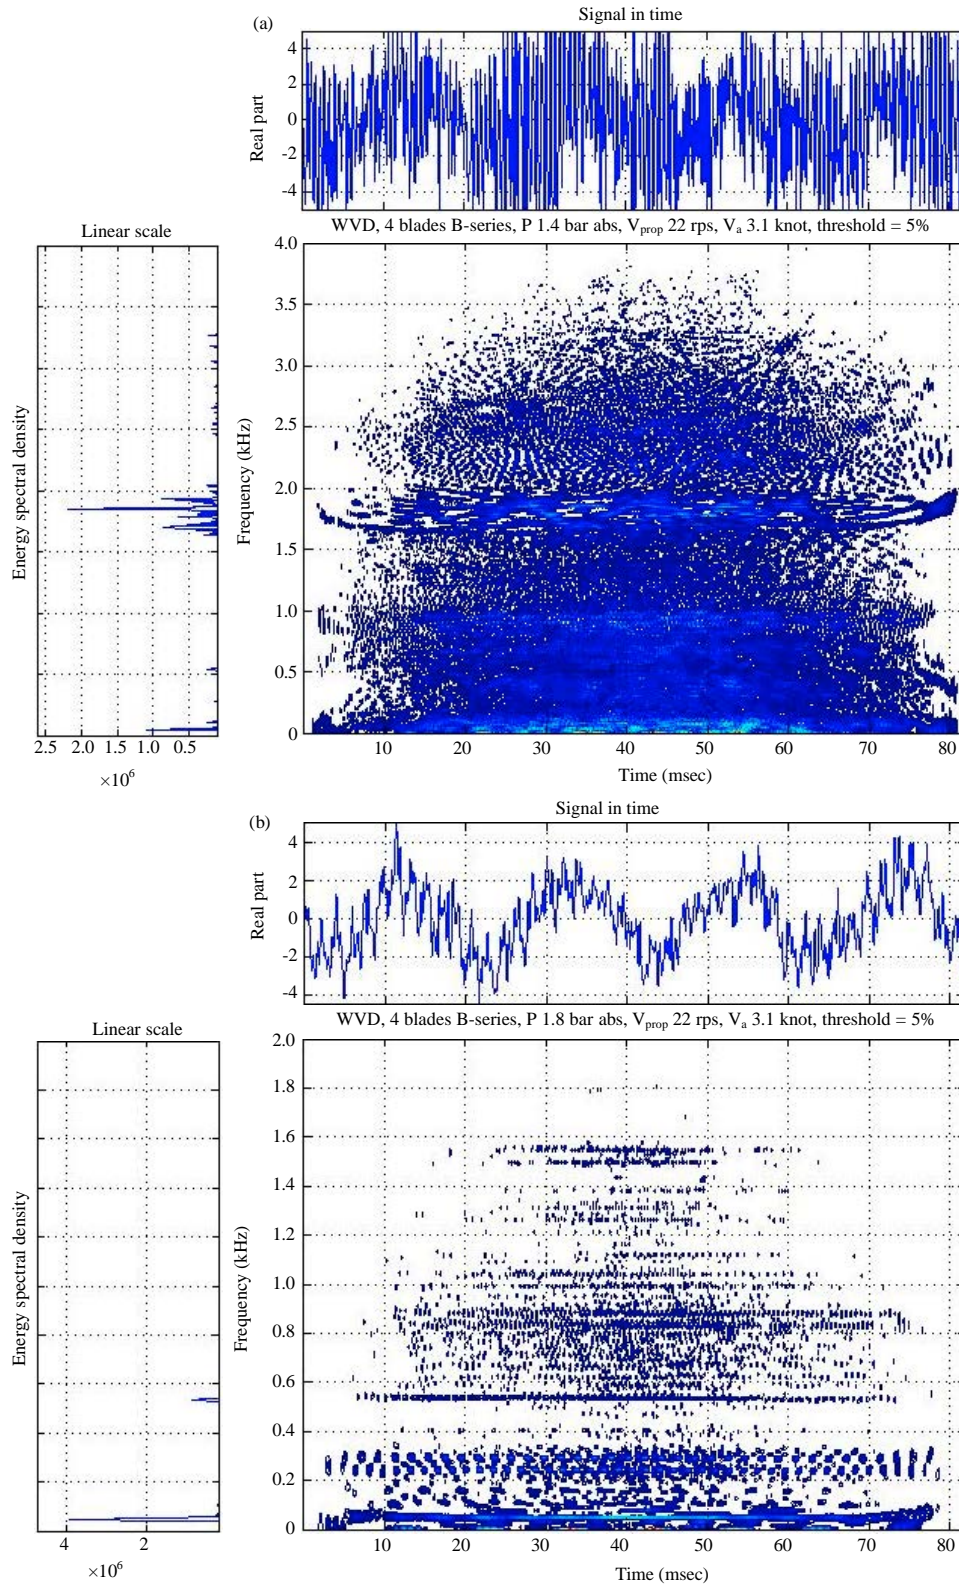 (a)
Signal in time
Real part
4
2
0
-2
-4
WVD, 4 blades B-series, P 1.4 bar abs, Vprop 22 rps, Va 3.1 knot, threshold = 5%
Linear scale
Energy spectral density
2.5 2.0 1.5 1.0 0.5
×10^6
Frequency (kHz)
4.0
3.5
3.0
2.5
2.0
1.5
1.0
0.5
0
10 20 30 40 50 60 70 80
Time (msec)
(b)
Signal in time
Real part
4
2
0
-2
-4
WVD, 4 blades B-series, P 1.8 bar abs, Vprop 22 rps, Va 3.1 knot, threshold = 5%
Linear scale
Energy spectral density
4 2
×10^6
Frequency (kHz)
2.0
1.8
1.6
1.4
1.2
1.0
0.8
0.6
0.4
0.2
0
10 20 30 40 50 60 70 80
Time (msec)